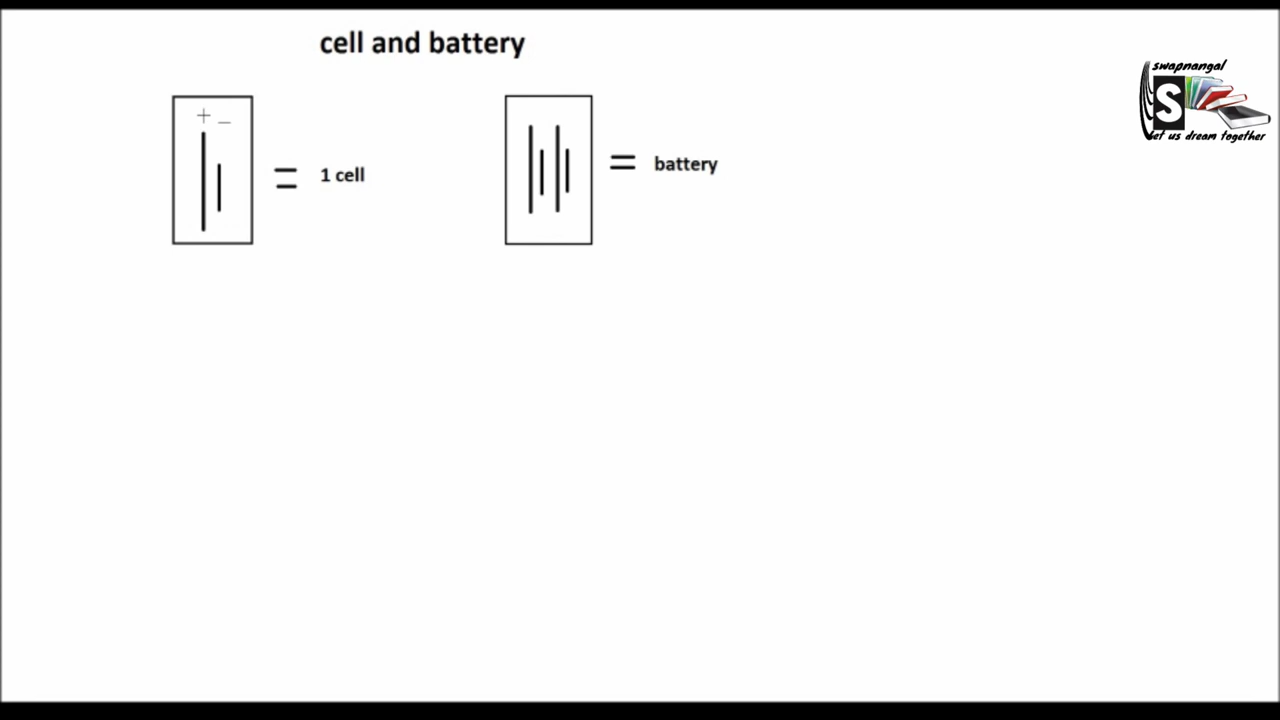 cell and battery
swapnangal
S
Let us dream together
+ −
= 1 cell
= battery